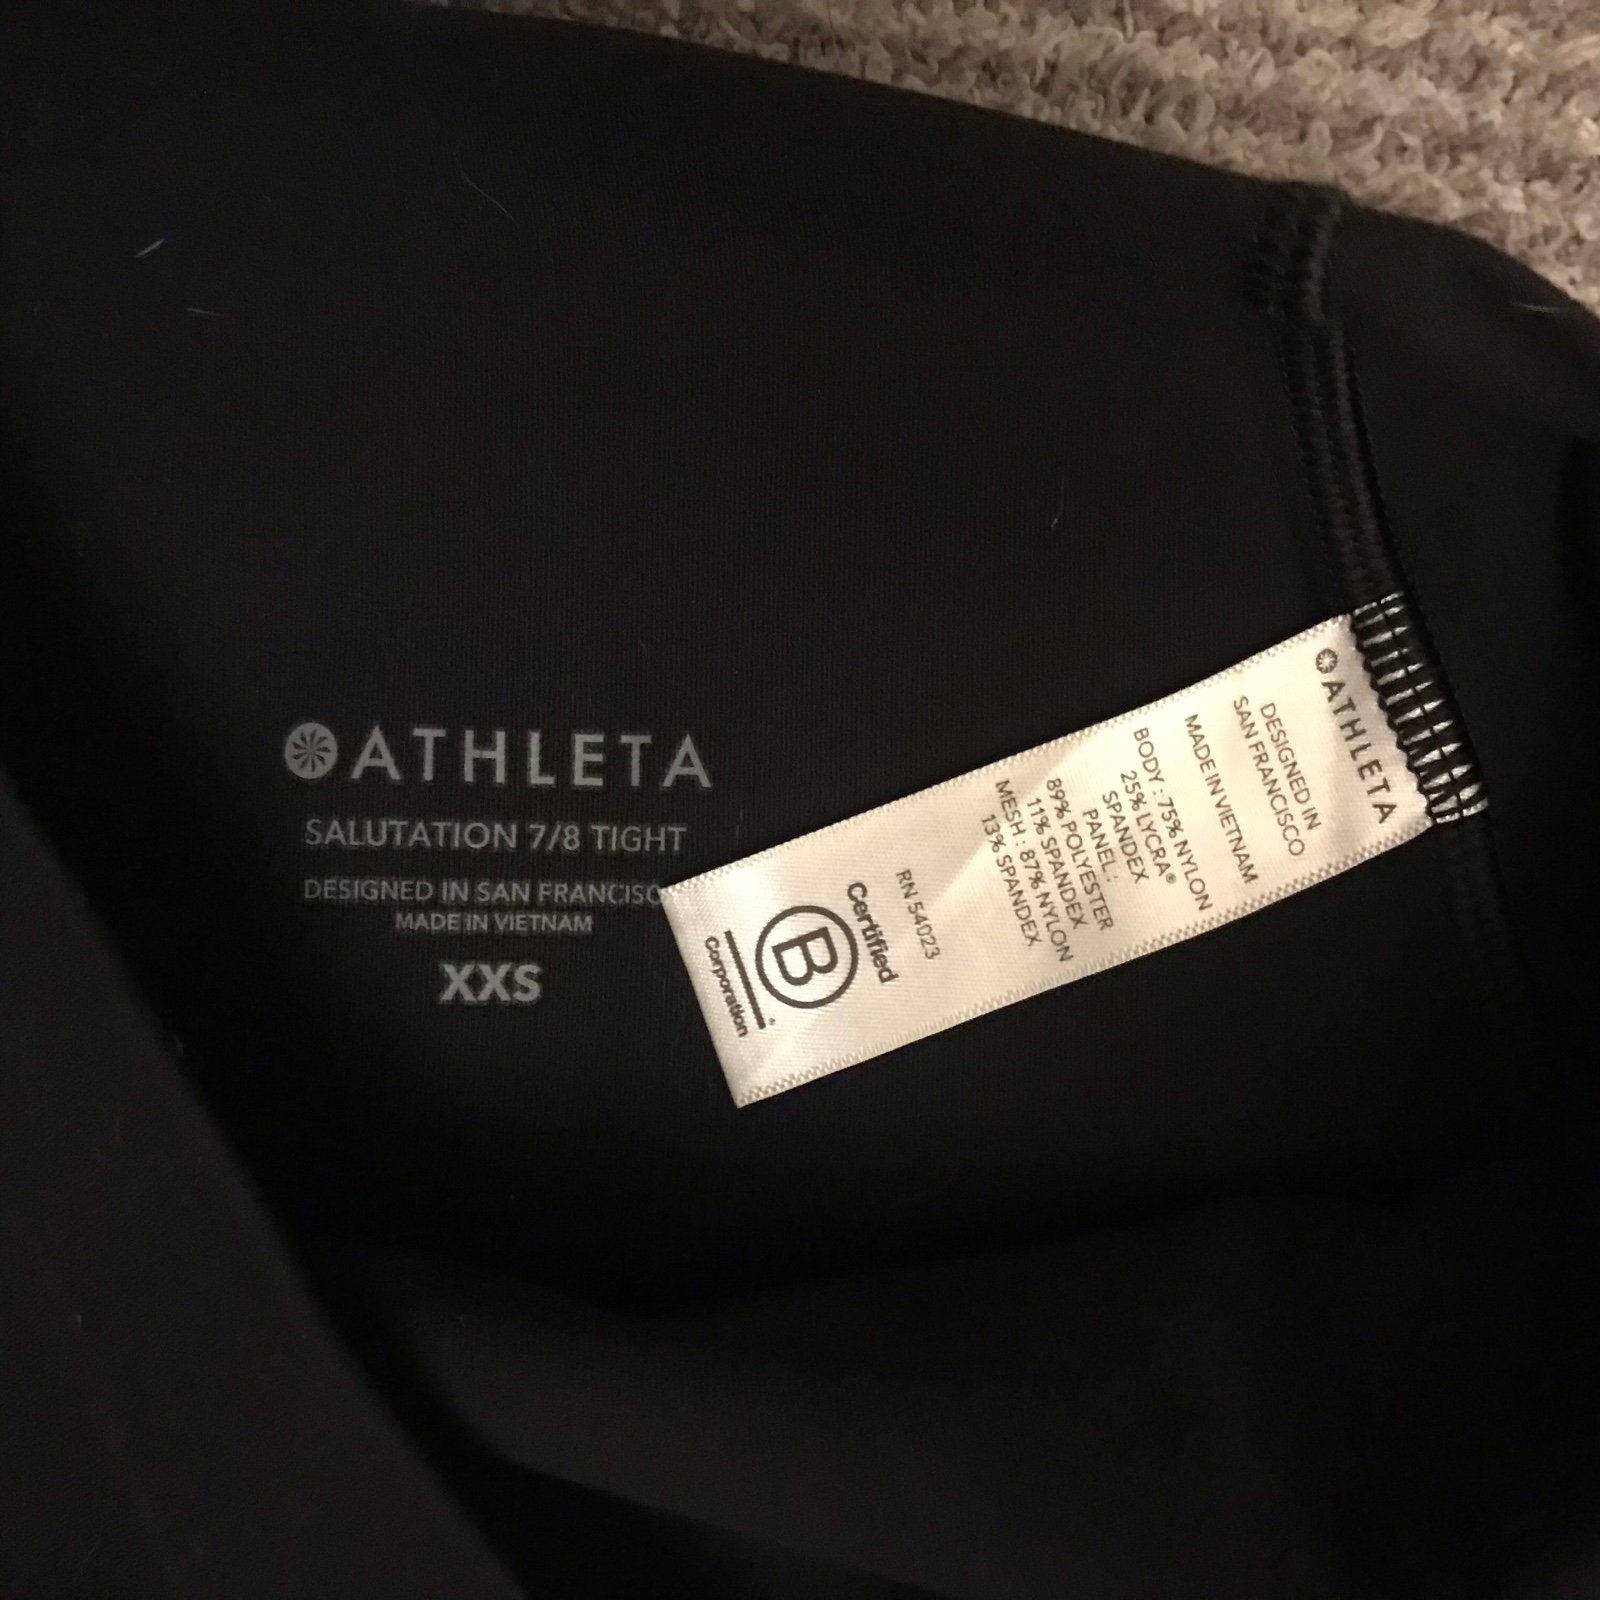 ATHLETA
SALUTATION 7/8 TIGHT
DESIGNED IN SAN FRANCISC
MADE IN VIETNAM
XXS
ATHLETA
DESIGNED IN
SAN FRANCISCO
MADE IN VIETNAM
BODY : 75% NYLON
25% LYCRA®
SPANDEX
PANEL :
89% POLYESTER
11% SPANDEX
MESH : 87% NYLON
13% SPANDEX
RN 54023
Certified
B
Corporation